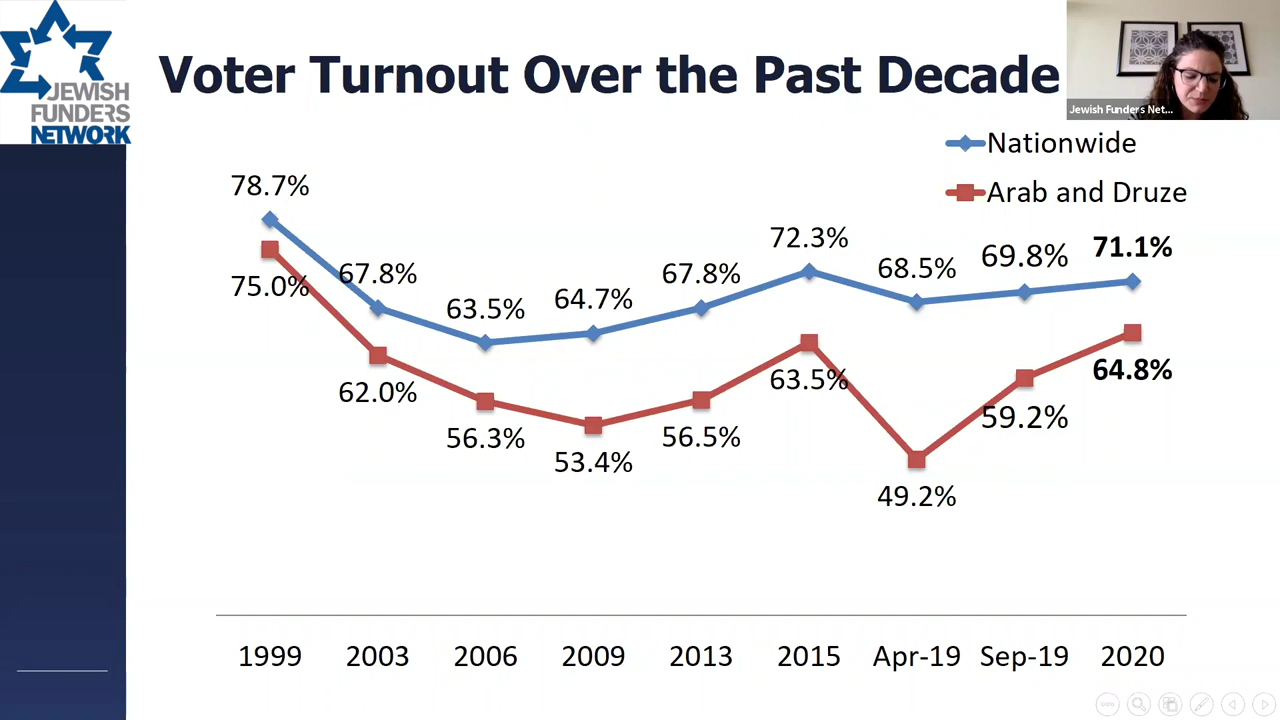 JEWISH
FUNDERS
NETWORK
Voter Turnout Over the Past Decade
Jewish Funders Net...
Nationwide
Arab and Druze
78.7%
67.8%
63.5%
64.7%
67.8%
72.3%
68.5%
69.8%
71.1%
75.0%
62.0%
56.3%
53.4%
56.5%
63.5%
49.2%
59.2%
64.8%
1999 2003 2006 2009 2013 2015 Apr-19 Sep-19 2020